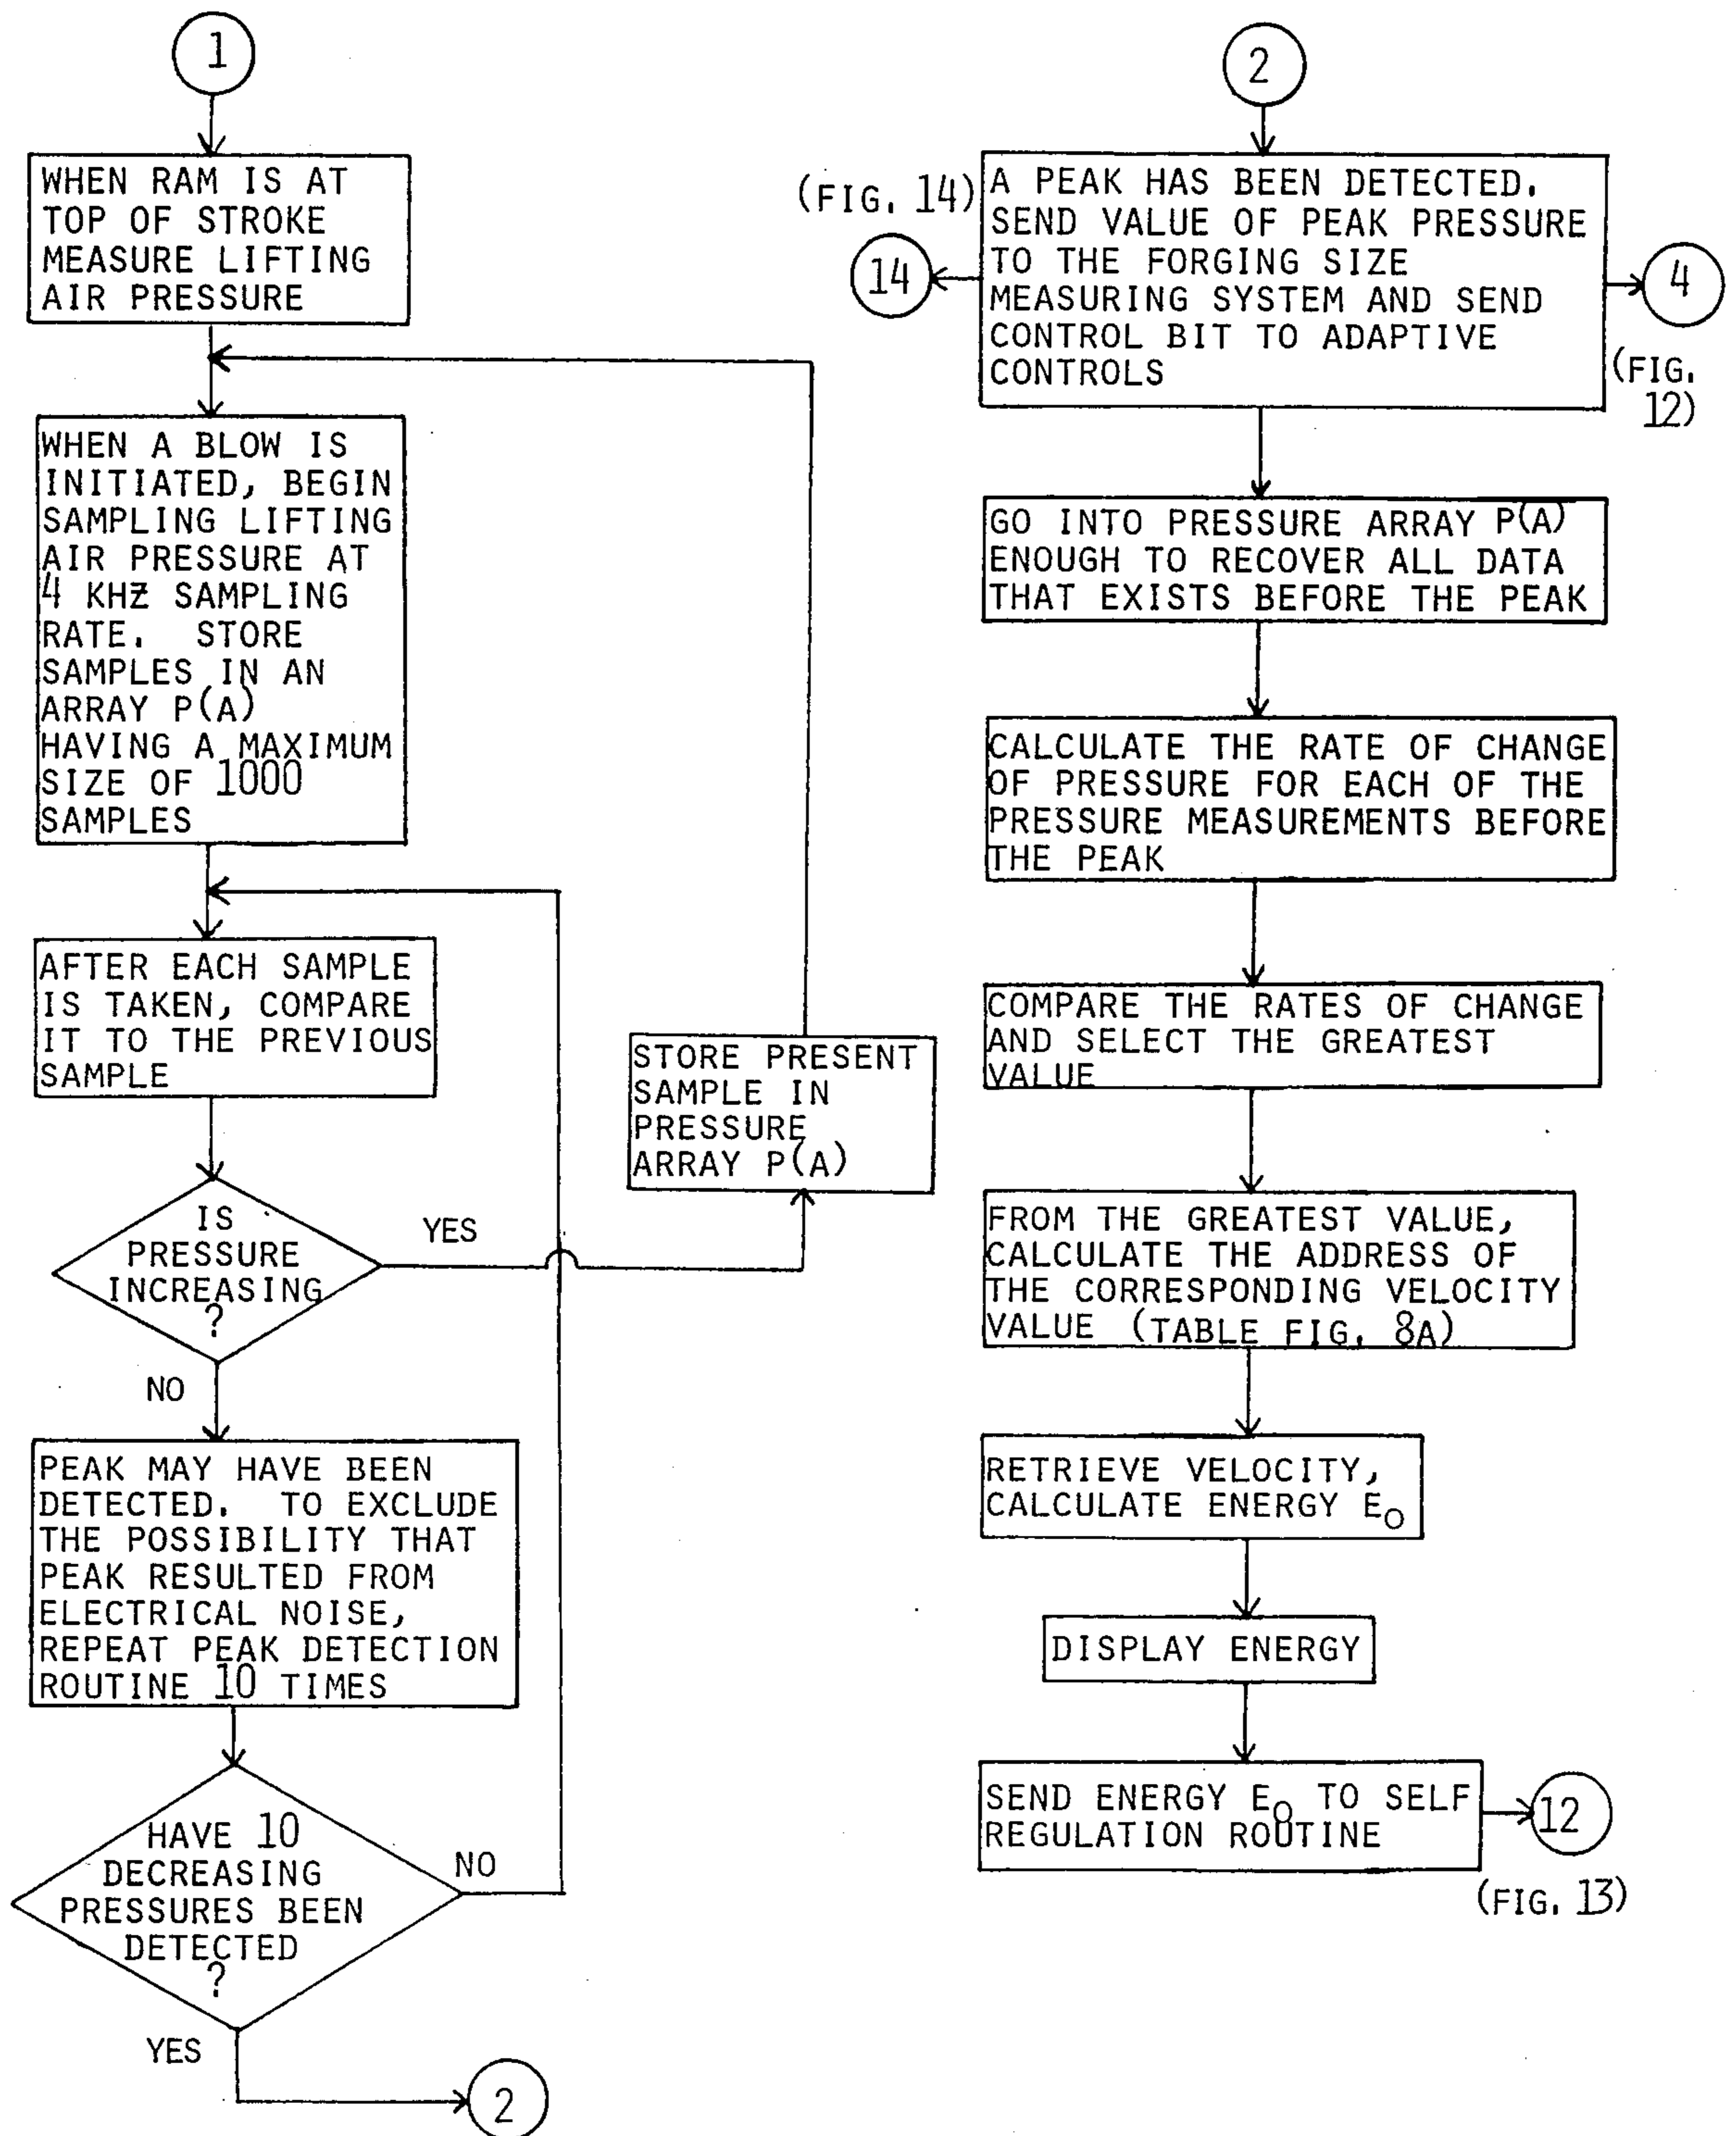 1
WHEN RAM IS AT
TOP OF STROKE
MEASURE LIFTING
AIR PRESSURE
WHEN A BLOW IS
INITIATED, BEGIN
SAMPLING LIFTING
AIR PRESSURE AT
4 KHZ SAMPLING
RATE. STORE
SAMPLES IN AN
ARRAY P(A)
HAVING A MAXIMUM
SIZE OF 1000
SAMPLES
AFTER EACH SAMPLE
IS TAKEN, COMPARE
IT TO THE PREVIOUS
SAMPLE
STORE PRESENT
SAMPLE IN
PRESSURE
ARRAY P(A)
IS
PRESSURE
INCREASING
?
YES
NO
PEAK MAY HAVE BEEN
DETECTED. TO EXCLUDE
THE POSSIBILITY THAT
PEAK RESULTED FROM
ELECTRICAL NOISE,
REPEAT PEAK DETECTION
ROUTINE 10 TIMES
HAVE 10
DECREASING
PRESSURES BEEN
DETECTED
?
NO
YES
2
2
(FIG. 14)
14
A PEAK HAS BEEN DETECTED.
SEND VALUE OF PEAK PRESSURE
TO THE FORGING SIZE
MEASURING SYSTEM AND SEND
CONTROL BIT TO ADAPTIVE
CONTROLS
4
(FIG.
12)
GO INTO PRESSURE ARRAY P(A)
ENOUGH TO RECOVER ALL DATA
THAT EXISTS BEFORE THE PEAK
CALCULATE THE RATE OF CHANGE
OF PRESSURE FOR EACH OF THE
PRESSURE MEASUREMENTS BEFORE
THE PEAK
COMPARE THE RATES OF CHANGE
AND SELECT THE GREATEST
VALUE
FROM THE GREATEST VALUE,
CALCULATE THE ADDRESS OF
THE CORRESPONDING VELOCITY
VALUE (TABLE FIG. 8A)
RETRIEVE VELOCITY,
CALCULATE ENERGY EO
DISPLAY ENERGY
SEND ENERGY EO TO SELF
REGULATION ROUTINE
12
(FIG. 13)